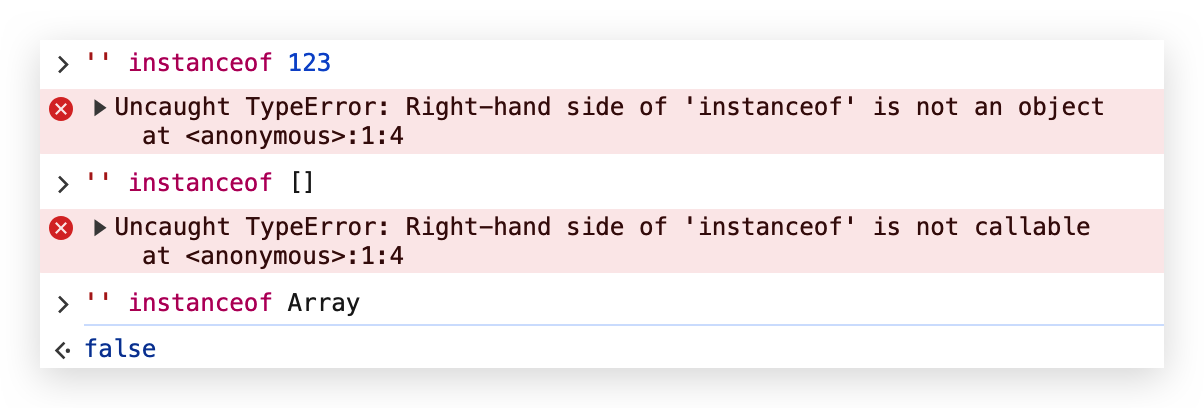 > '' instanceof 123
Uncaught TypeError: Right-hand side of 'instanceof' is not an object
at <anonymous>:1:4
> '' instanceof []
Uncaught TypeError: Right-hand side of 'instanceof' is not callable
at <anonymous>:1:4
> '' instanceof Array
false